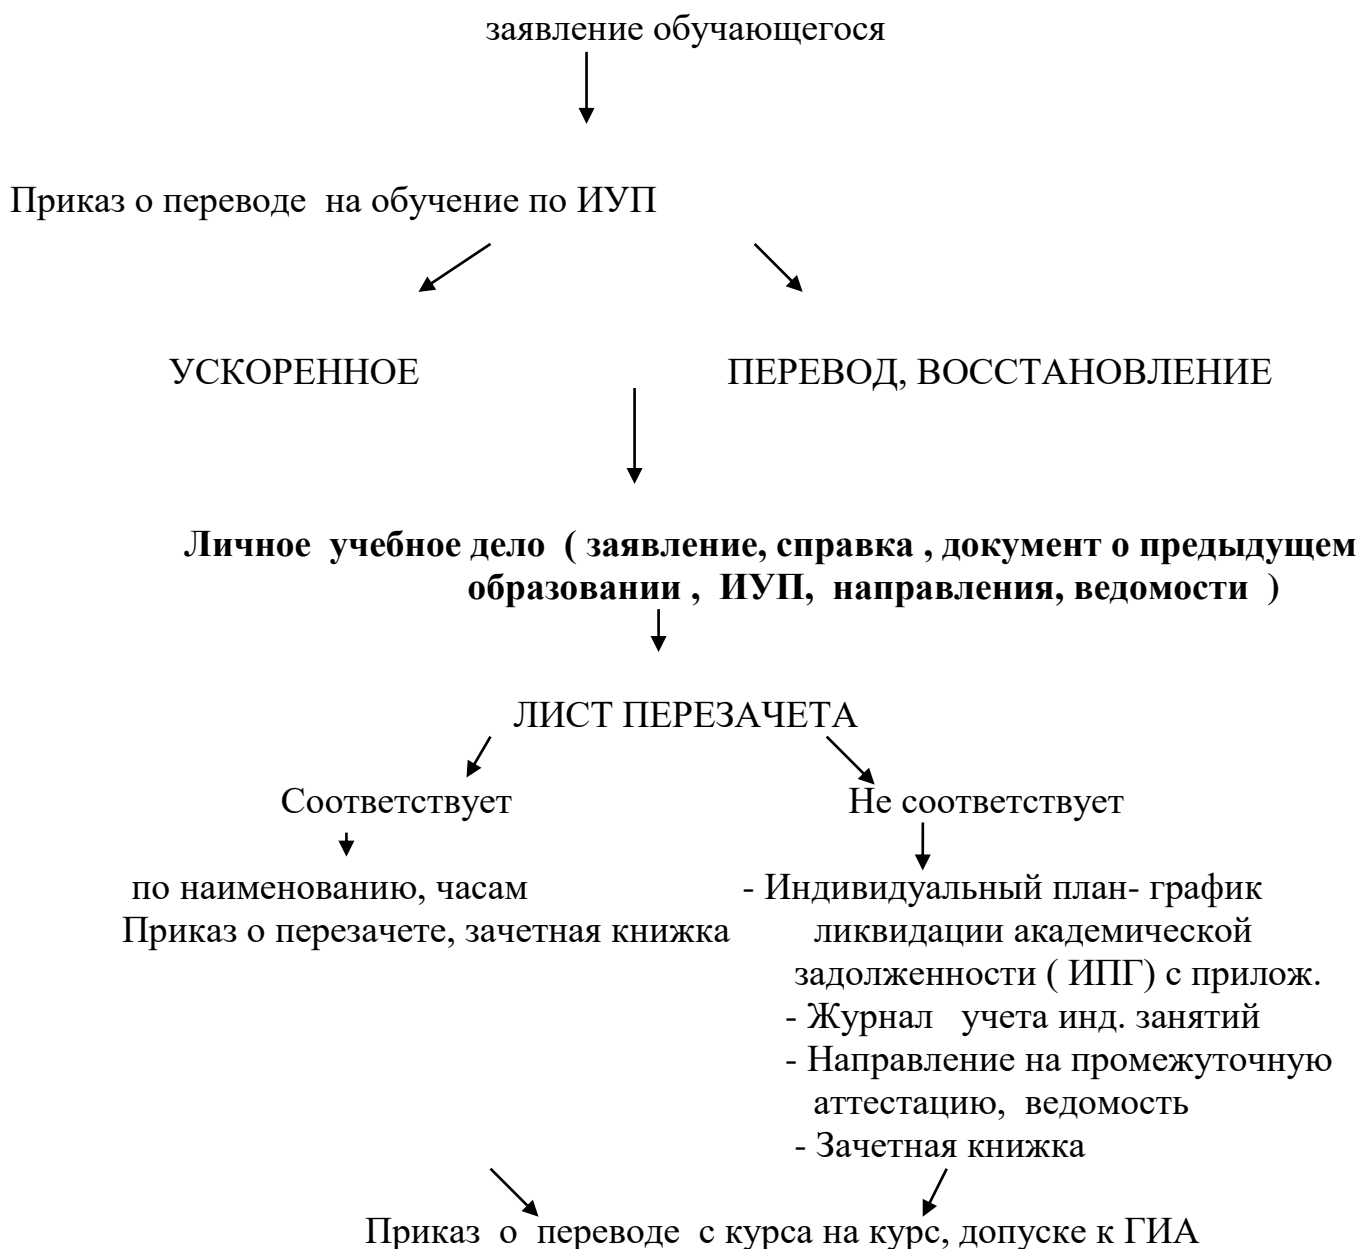 заявление обучающегося
Приказ о переводе на обучение по ИУП
УСКОРЕННОЕ
ПЕРЕВОД, ВОССТАНОВЛЕНИЕ
Личное учебное дело ( заявление, справка , документ о предыдущем
образовании , ИУП, направления, ведомости )
ЛИСТ ПЕРЕЗАЧЕТА
Соответствует
Не соответствует
по наименованию, часам
Приказ о перезачете, зачетная книжка
- Индивидуальный план- график
ликвидации академической
задолженности ( ИПГ) с прилож.
- Журнал учета инд. занятий
- Направление на промежуточную
аттестацию, ведомость
- Зачетная книжка
Приказ о переводе с курса на курс, допуске к ГИА